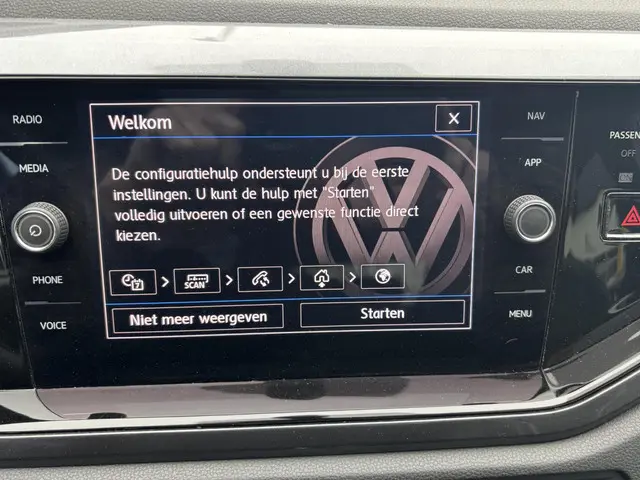 RADIO
MEDIA
PHONE
VOICE
Welkom
X
De configuratiehulp ondersteunt u bij de eerste
instellingen. U kunt de hulp met "Starten"
volledig uitvoeren of een gewenste functie direct
kiezen.
7
SCAN
Niet meer weergeven
Starten
NAV
APP
CAR
MENU
PASSEN
OFF